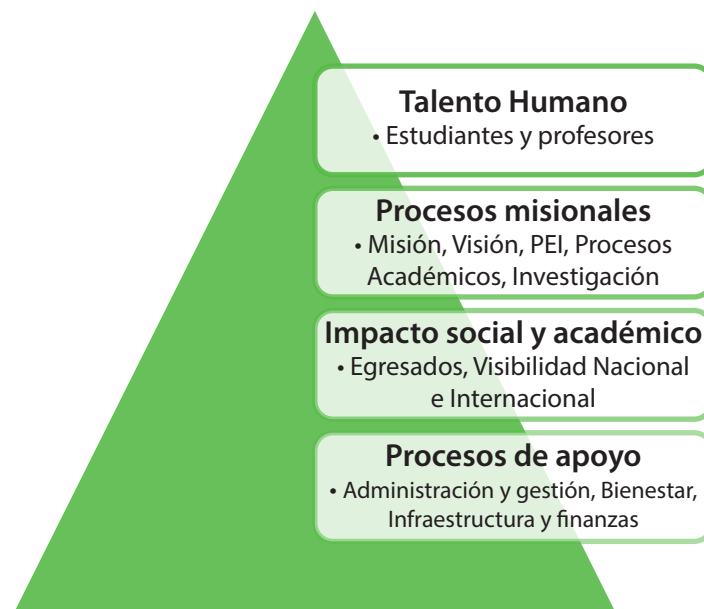 Talento Humano
• Estudiantes y profesores
Procesos misionales
• Misión, Visión, PEI, Procesos
Académicos, Investigación
Impacto social y académico
• Egresados, Visibilidad Nacional
e Internacional
Procesos de apoyo
• Administración y gestión, Bienestar,
Infraestructura y finanzas